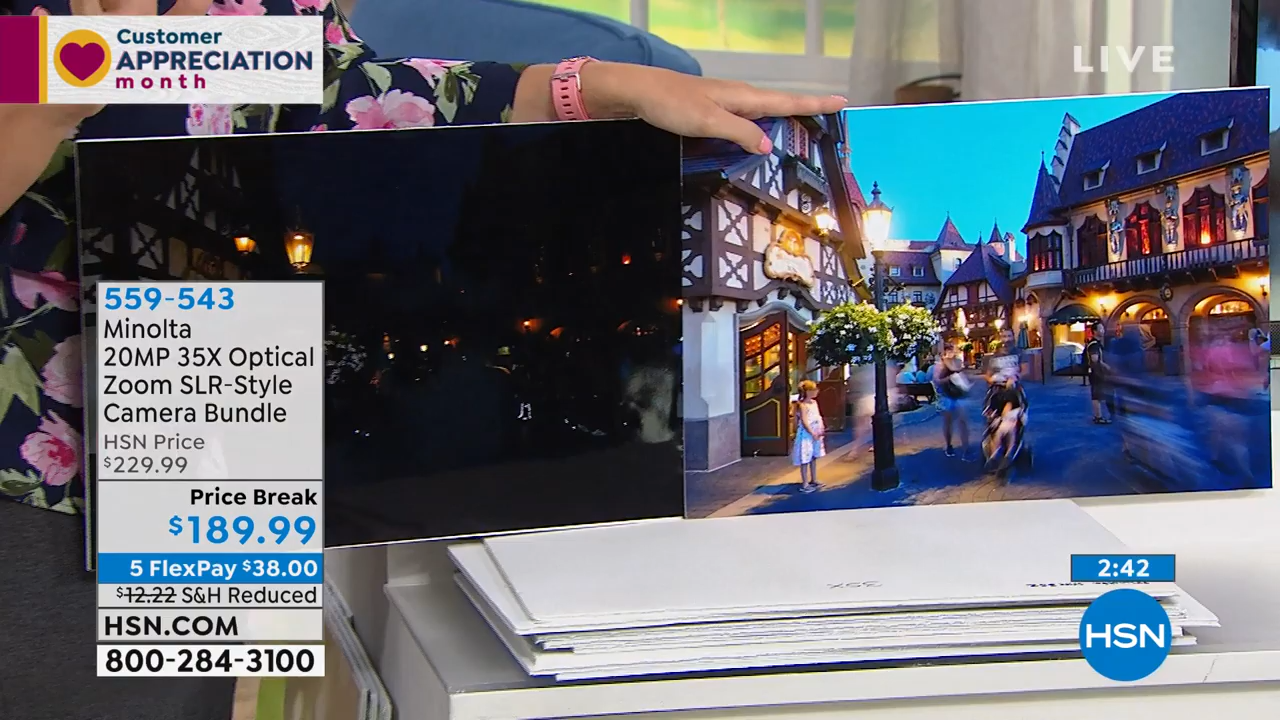 Customer
APPRECIATION
month
LIVE
559-543
Minolta
20MP 35X Optical
Zoom SLR-Style
Camera Bundle
HSN Price
$229.99
Price Break
$189.99
5 FlexPay $38.00
$12.22 S&H Reduced
HSN.COM
800-284-3100
35X
2:42
HSN